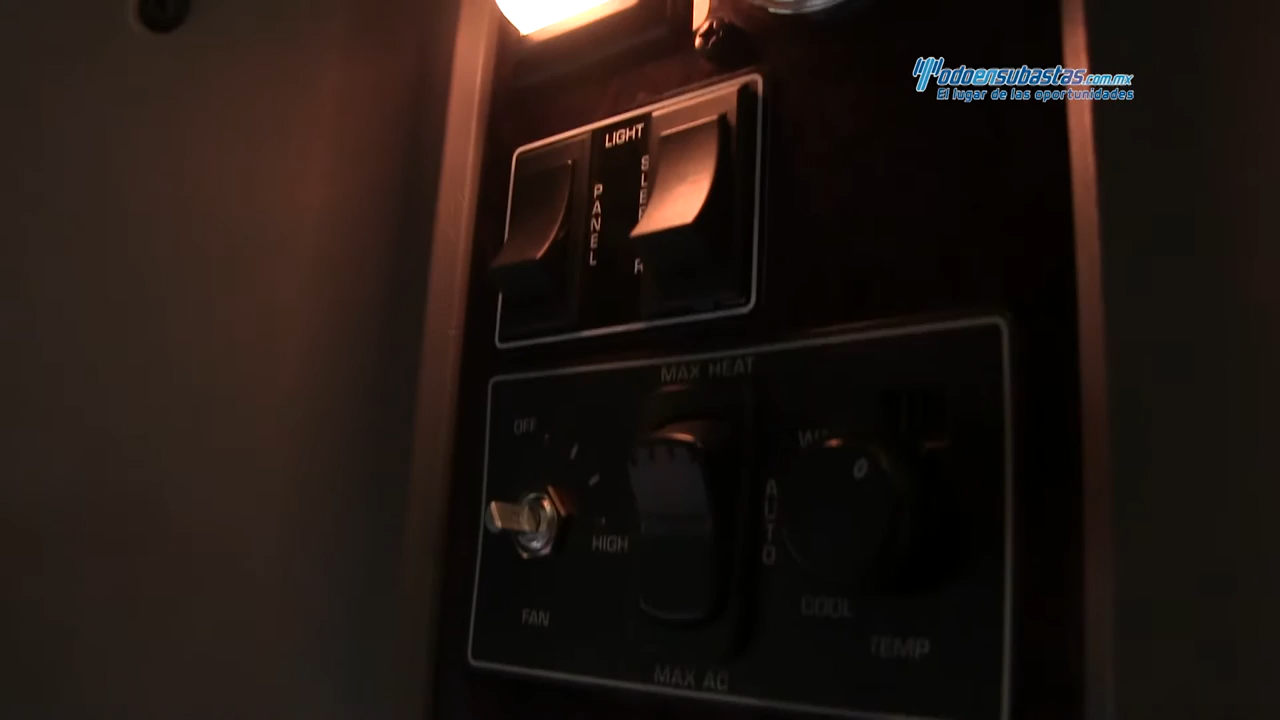 Todoensubastas.com.mx
El lugar de las oportunidades
LIGHT
PANEL
MAX HEAT
OFF
AUTO
HIGH
COOL
FAN
TEMP
MAX AC